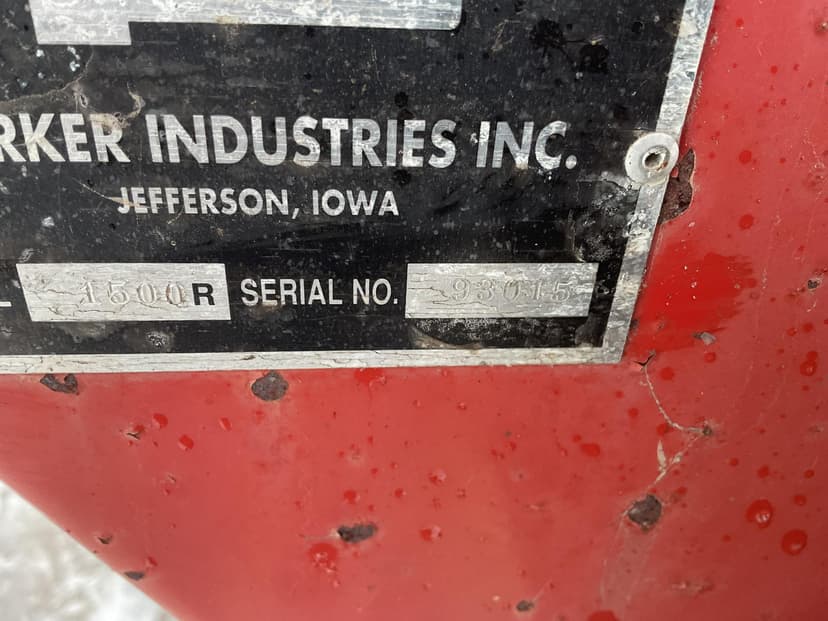 RKER INDUSTRIES INC.
JEFFERSON, IOWA
L 1500R SERIAL NO. 93015